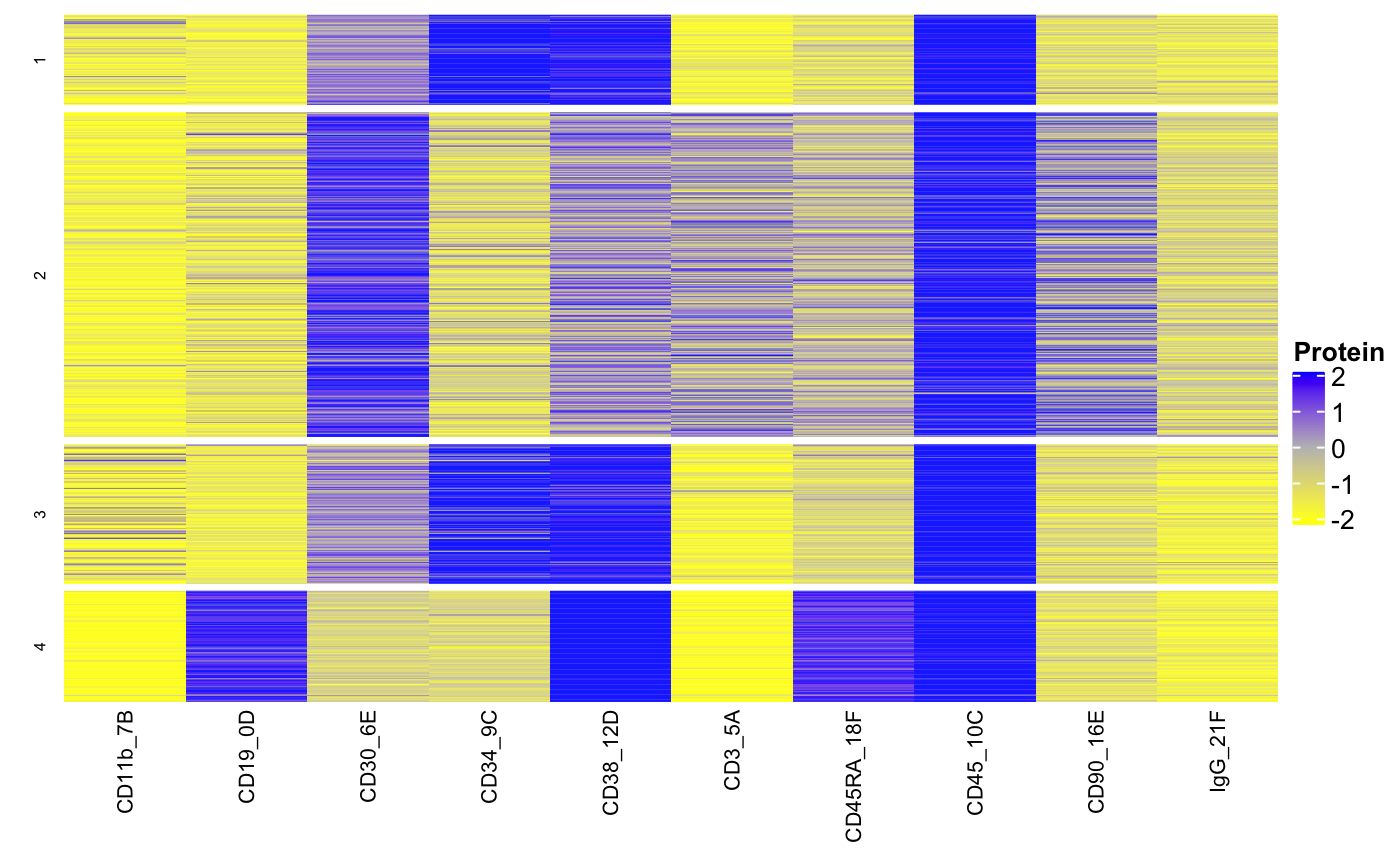 1
2
3
4
Protein
2
1
0
-1
-2
CD11b_7B
CD19_0D
CD30_6E
CD34_9C
CD38_12D
CD3_5A
CD45RA_18F
CD45_10C
CD90_16E
IgG_21F